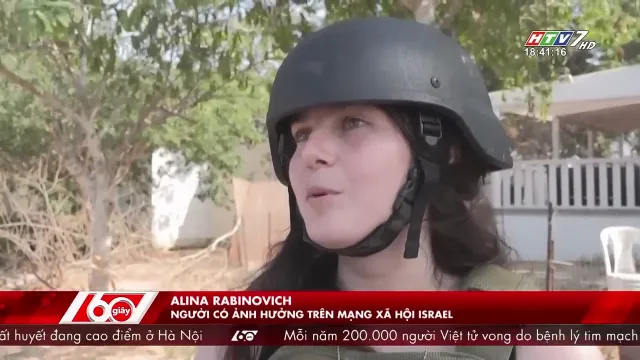 HTV7 HD
18:41:16
ALINA RABINOVICH
NGƯỜI CÓ ẢNH HƯỞNG TRÊN MẠNG XÃ HỘI ISRAEL
60 giây
ất huyết đang cao điểm ở Hà Nội
Mỗi năm 200.000 người Việt tử vong do bệnh lý tim mạch